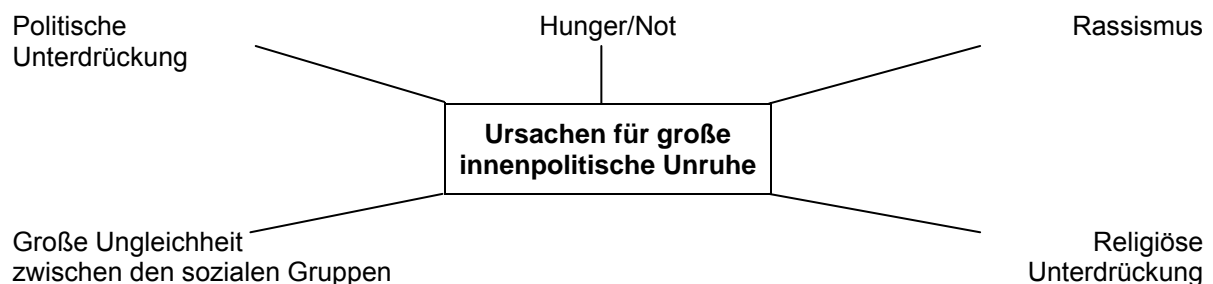 Politische
Unterdrückung
Hunger/Not
Rassismus
Ursachen für große
innenpolitische Unruhe
Große Ungleichheit
zwischen den sozialen Gruppen
Religiöse
Unterdrückung